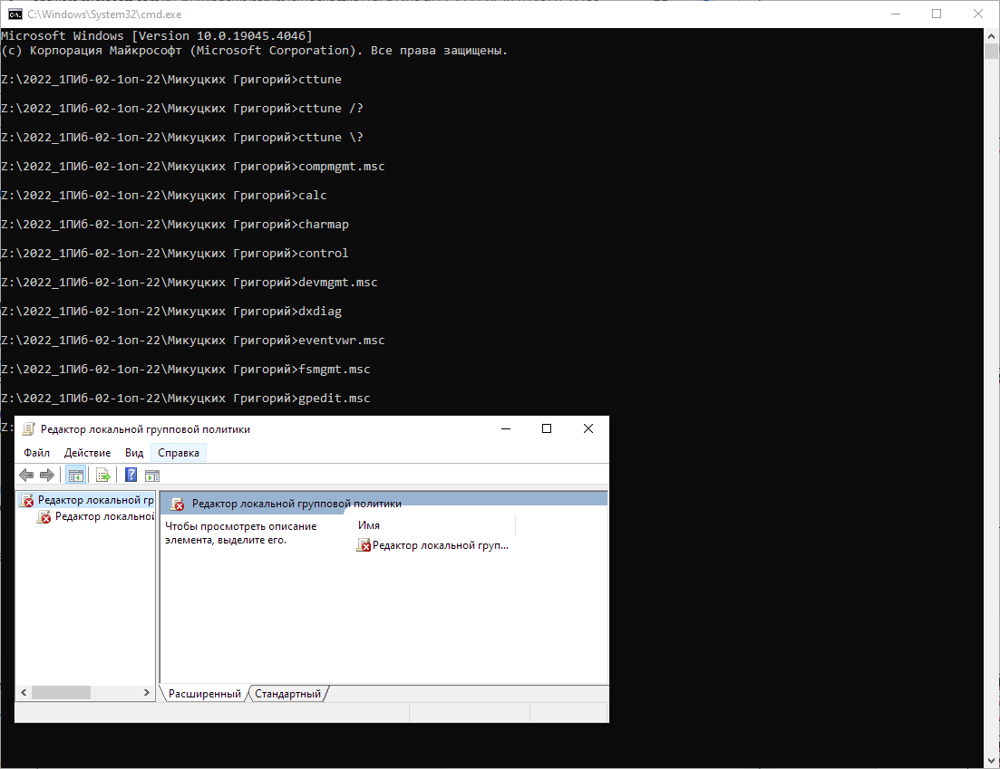 C:\Windows\System32\cmd.exe
Microsoft Windows [Version 10.0.19045.4046]
(c) Корпорация Майкрософт (Microsoft Corporation). Все права защищены.
Z:\2022_1ПИб-02-1оп-22\Микуцких Григорий>cttune
Z:\2022_1ПИб-02-1оп-22\Микуцких Григорий>cttune /?
Z:\2022_1ПИб-02-1оп-22\Микуцких Григорий>cttune \?
Z:\2022_1ПИб-02-1оп-22\Микуцких Григорий>compmgmt.msc
Z:\2022_1ПИб-02-1оп-22\Микуцких Григорий>calc
Z:\2022_1ПИб-02-1оп-22\Микуцких Григорий>charmap
Z:\2022_1ПИб-02-1оп-22\Микуцких Григорий>control
Z:\2022_1ПИб-02-1оп-22\Микуцких Григорий>devmgmt.msc
Z:\2022_1ПИб-02-1оп-22\Микуцких Григорий>dxdiag
Z:\2022_1ПИб-02-1оп-22\Микуцких Григорий>eventvwr.msc
Z:\2022_1ПИб-02-1оп-22\Микуцких Григорий>fsmgmt.msc
Z:\2022_1ПИб-02-1оп-22\Микуцких Григорий>gpedit.msc
Z:
Редактор локальной групповой политики
Файл Действие Вид Справка
Редактор локальной гр
Редактор локально
Редактор локальной групповой политики
Чтобы просмотреть описание
элемента, выделите его.
Имя
Редактор локальной груп...
Расширенный Стандартный